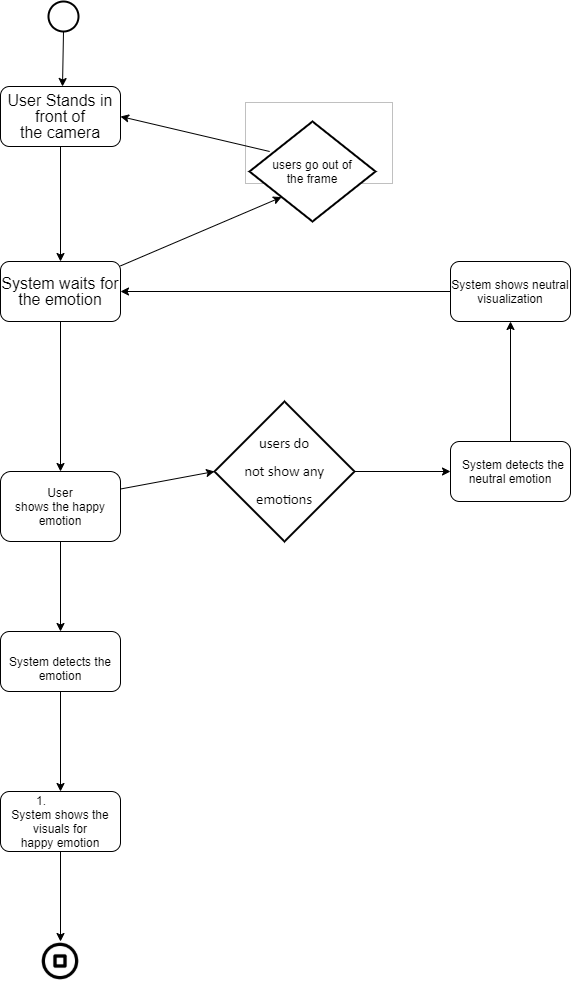 User Stands in
front of
the camera
users go out of
the frame
System waits for
the emotion
System shows neutral
visualization
users do
not show any
emotions
System detects the
neutral emotion
User
shows the happy
emotion
System detects the
emotion
1.
System shows the
visuals for
happy emotion